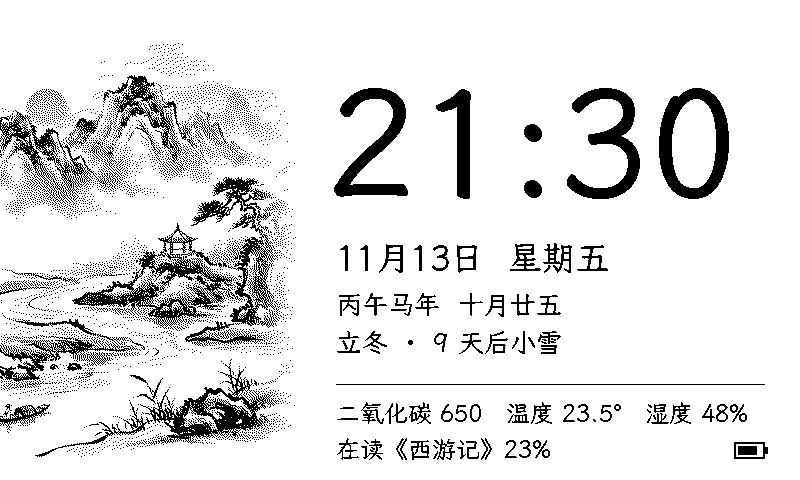 21:30
11月13日 星期五
丙午马年 十月廿五
立冬 · 9 天后小雪
二氧化碳 650 温度 23.5° 湿度 48%
在读《西游记》23%